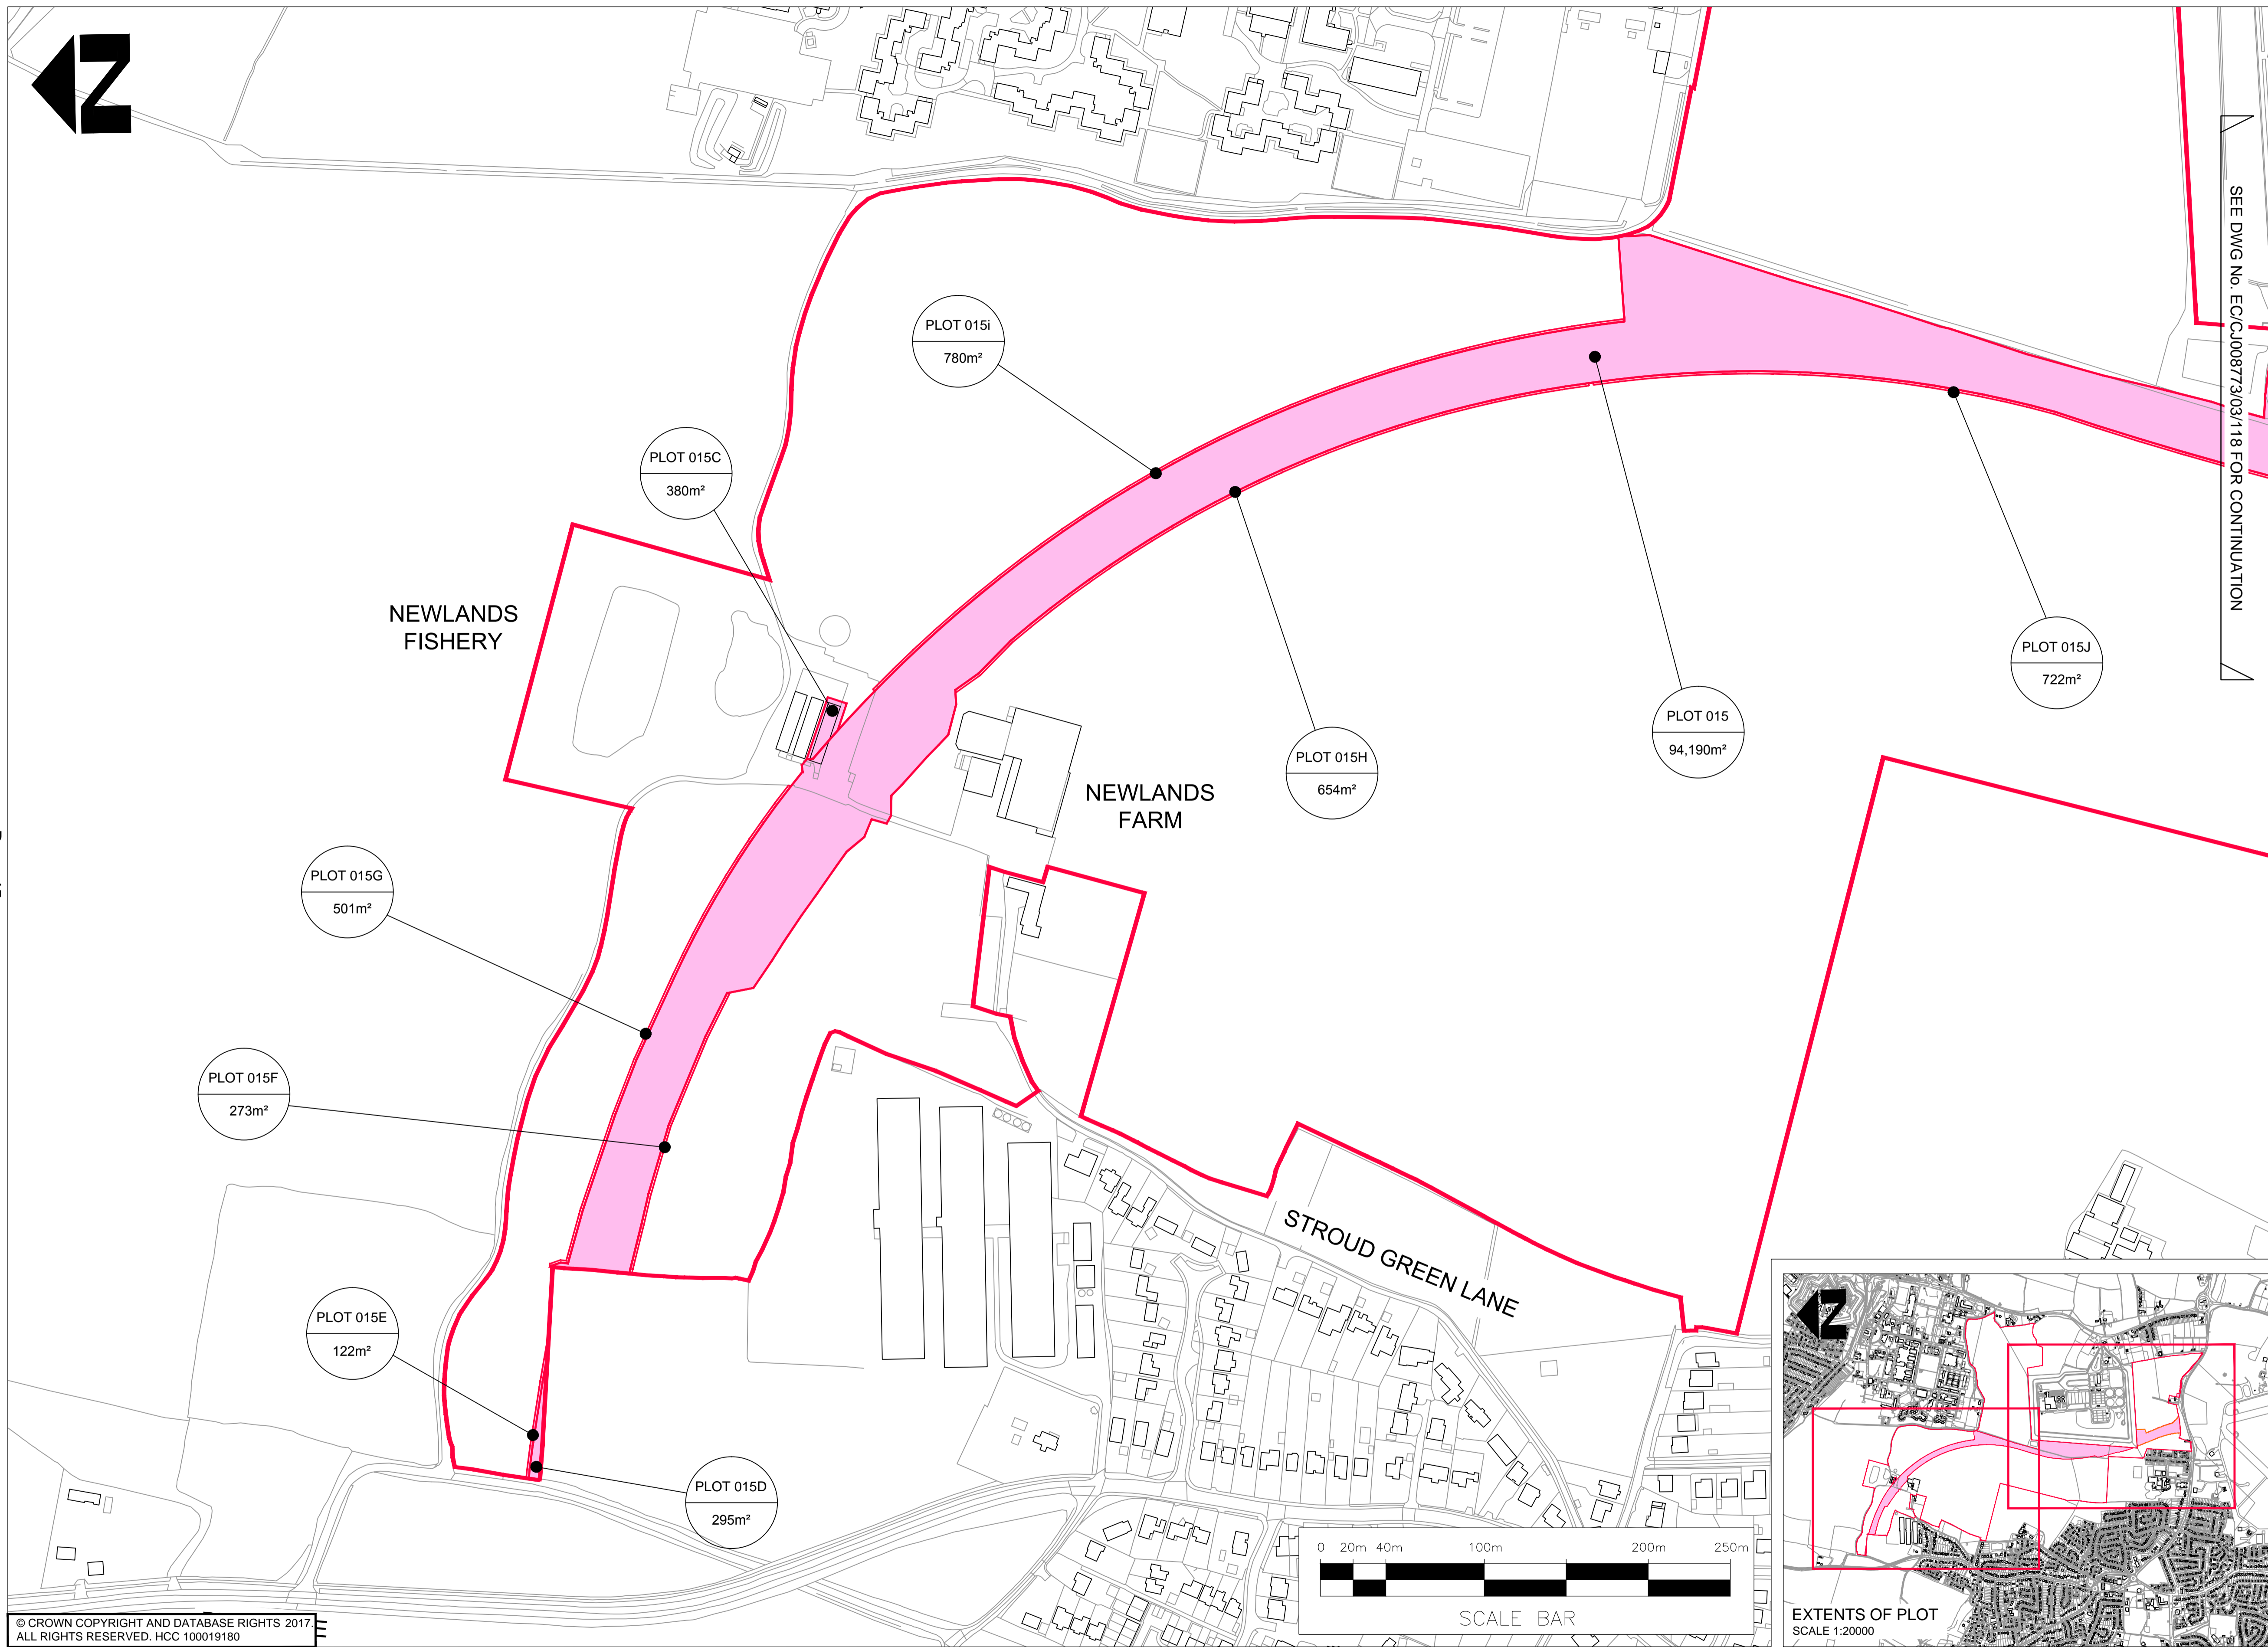 Z
PLOT 015i
780m²
PLOT 015C
380m²
NEWLANDS
FISHERY
SEE DWG No. EC/CJ008773/03/118 FOR CONTINUATION
PLOT 015J
722m²
PLOT 015
94,190m²
PLOT 015H
654m²
NEWLANDS
FARM
PLOT 015G
501m²
PLOT 015F
273m²
STROUD GREEN LANE
PLOT 015E
122m²
PLOT 015D
295m²
0 20m 40m 100m 200m 250m
SCALE BAR
Z
EXTENTS OF PLOT
SCALE 1:20000
© CROWN COPYRIGHT AND DATABASE RIGHTS 2017.
ALL RIGHTS RESERVED. HCC 100019180